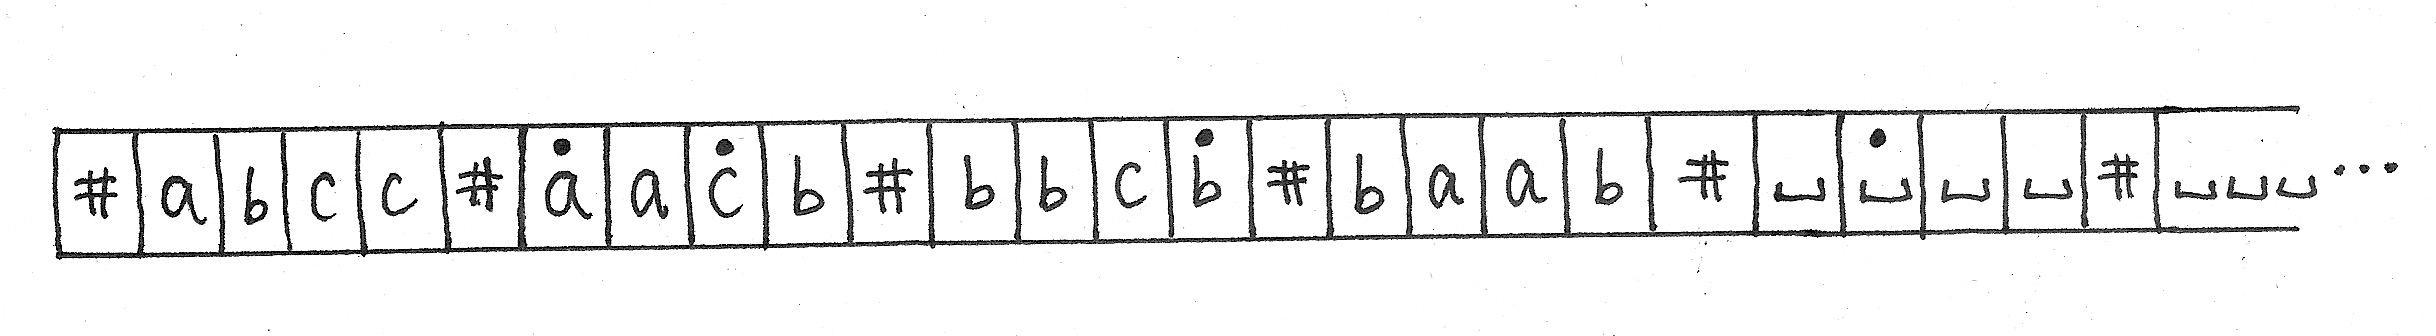 # a b c c # ȧ a ċ b # b b c ḃ # b a a b # ␣ ␣̇ ␣ ␣ # ␣ ␣ ␣ ...